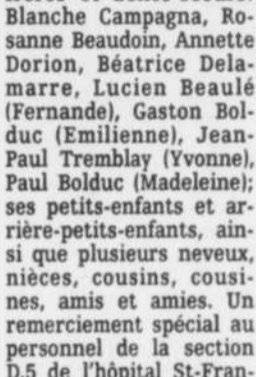 Blanche Campagna, Ro-
sanne Beaudoin, Annette
Dorion, Béatrice Dela-
marre, Lucien Beaulé
(Fernande), Gaston Bol-
duc (Emilienne), Jean-
Paul Tremblay (Yvonne),
Paul Bolduc (Madeleine);
ses petits-enfants et ar-
rière-petits-enfants, ain-
si que plusieurs neveux,
nièces, cousins, cousi-
nes, amis et amies. Un
remerciement spécial au
personnel de la section
D.5 de l'hôpital St-Fran-